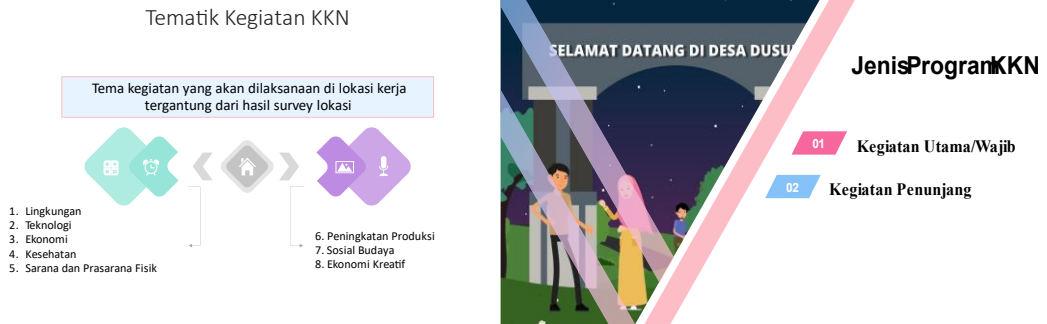 Tematik Kegiatan KKN
Tema kegiatan yang akan dilaksanaan di lokasi kerja
tergantung dari hasil survey lokasi
1. Lingkungan
2. Teknologi
3. Ekonomi
4. Kesehatan
5. Sarana dan Prasarana Fisik
6. Peningkatan Produksi
7. Sosial Budaya
8. Ekonomi Kreatif
SELAMAT DATANG DI DESA
JenisProgramKKN
01 Kegiatan Utama/Wajib
02 Kegiatan Penunjang